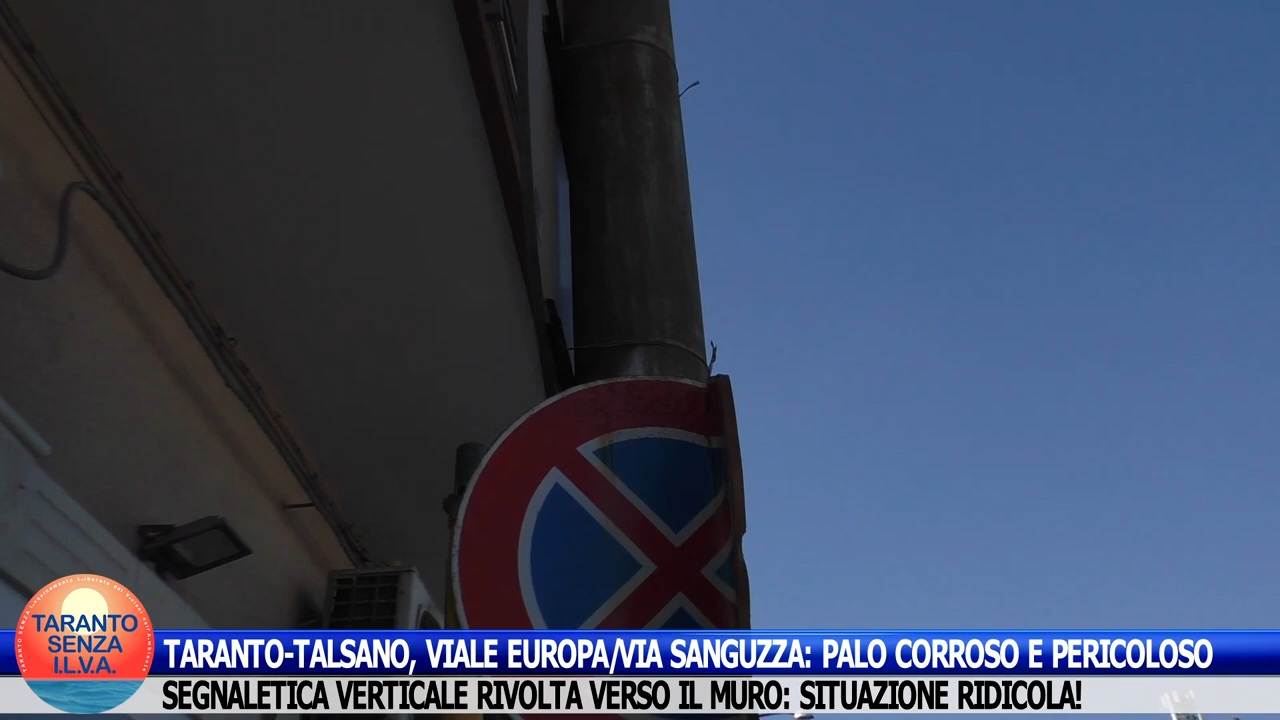 TARANTO
SENZA
I.L.V.A.
TARANTO-TALSANO, VIALE EUROPA/VIA SANGUZZA: PALO CORROSO E PERICOLOSO
SEGNALETICA VERTICALE RIVOLTA VERSO IL MURO: SITUAZIONE RIDICOLA!